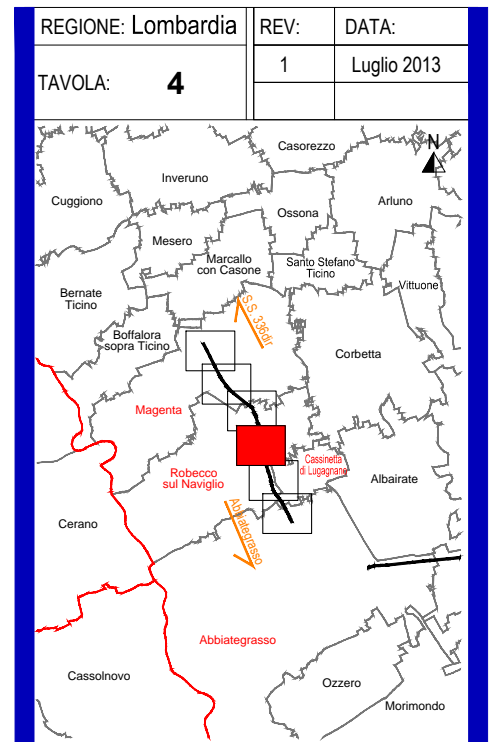 REGIONE: Lombardia
REV:
DATA:
TAVOLA: 4
1
Luglio 2013
N
Casorezzo
Inveruno
Cuggiono
Arluno
Ossona
Mesero
Marcallo
con Casone
Santo Stefano
Ticino
Vittuone
Bernate
Ticino
S.S. 336dir
Boffalora
sopra Ticino
Corbetta
Magenta
Cassinetta
di Lugagnano
Robecco
sul Naviglio
Albairate
Abbiategrasso
Cerano
Abbiategrasso
Cassolnovo
Ozzero
Morimondo